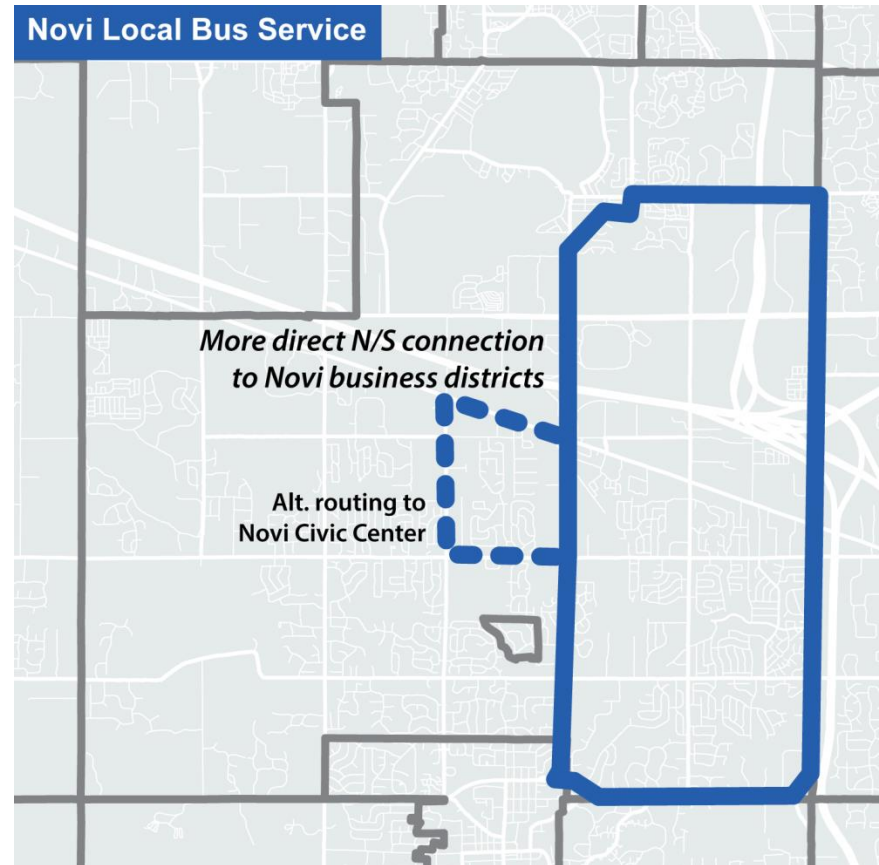 Novi Local Bus Service
More direct N/S connection
to Novi business districts
Alt. routing to
Novi Civic Center